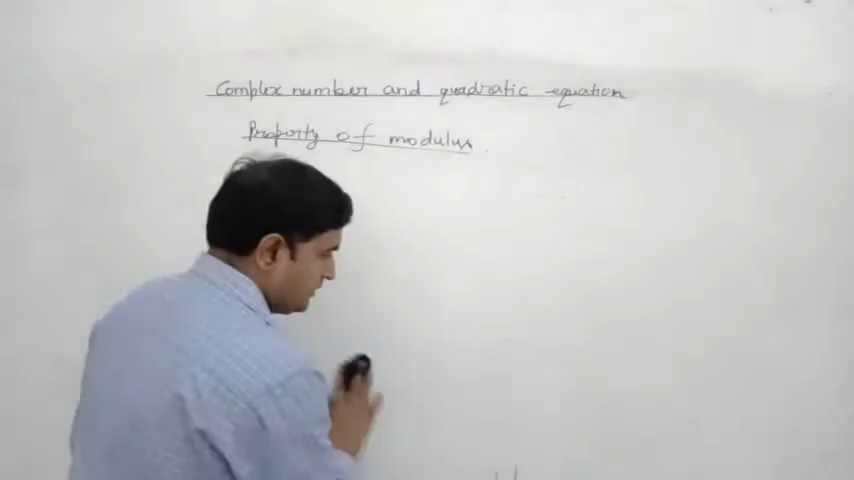 Complex number and quadratic equation
Property of modulus.